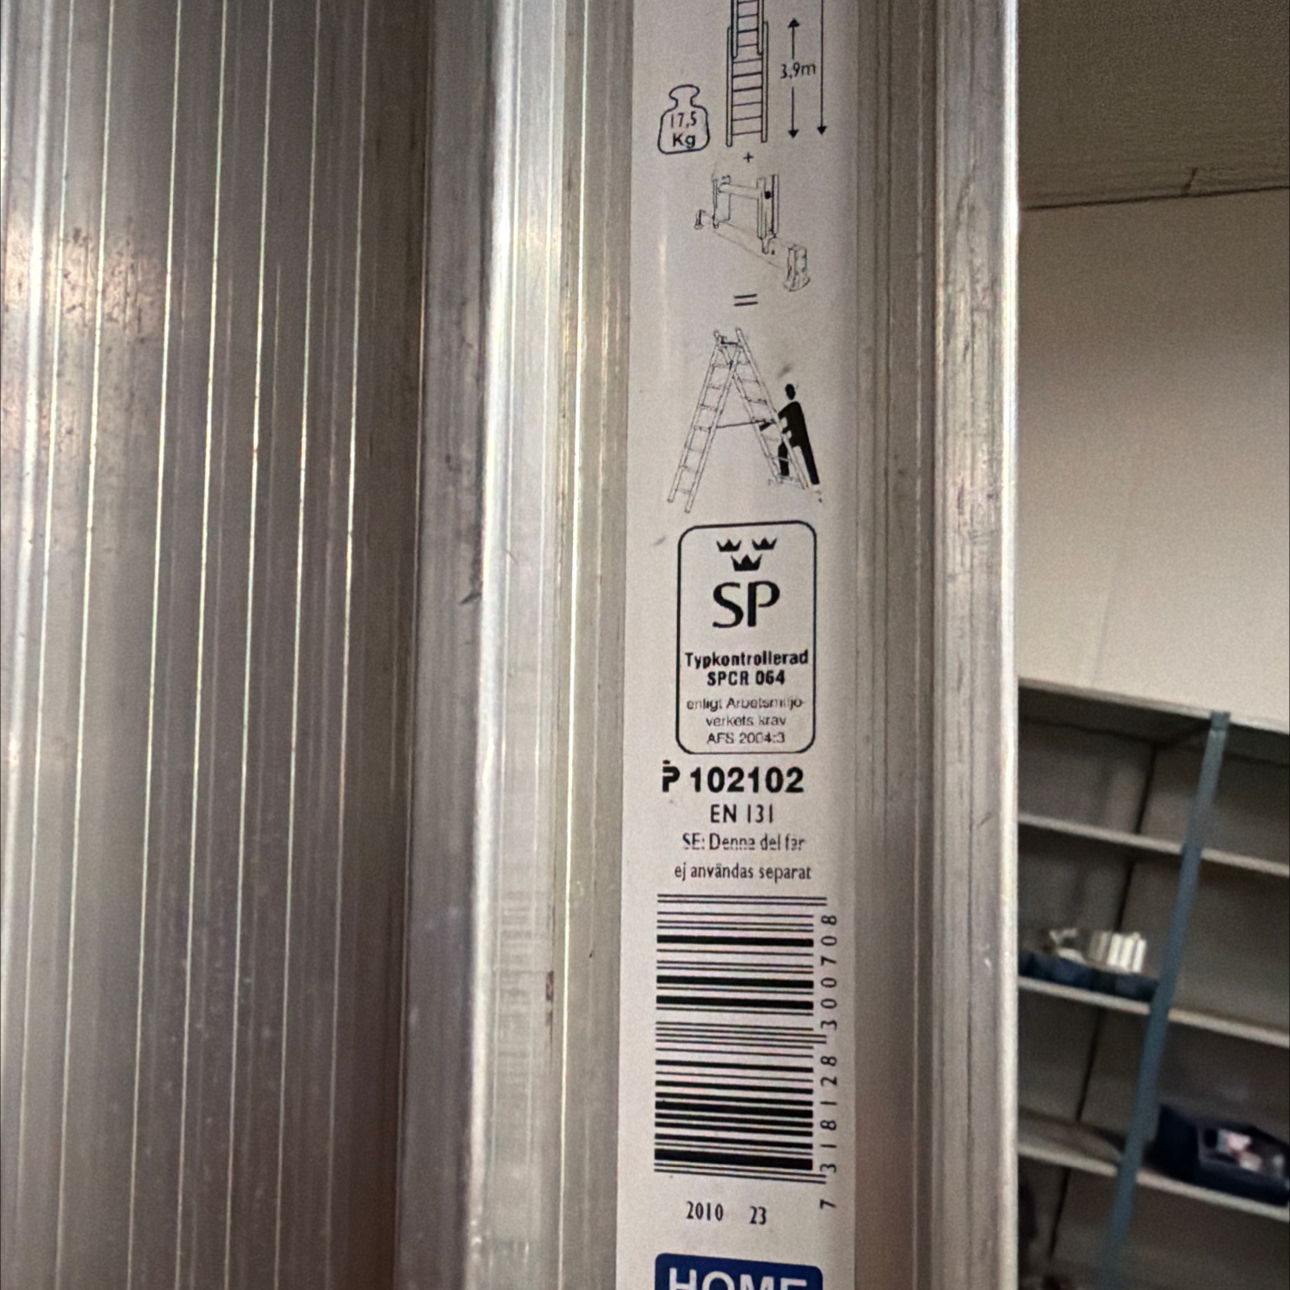 3,9m
17,5
Kg
+
=
SP
Typkontrollerad
SPCR 064
enligt Arbetsmiljö-
verkets krav
AFS 2004:3
P 102102
EN 131
SE: Denna del får
ej användas separat
7 318128 300708
2010 23
HOME